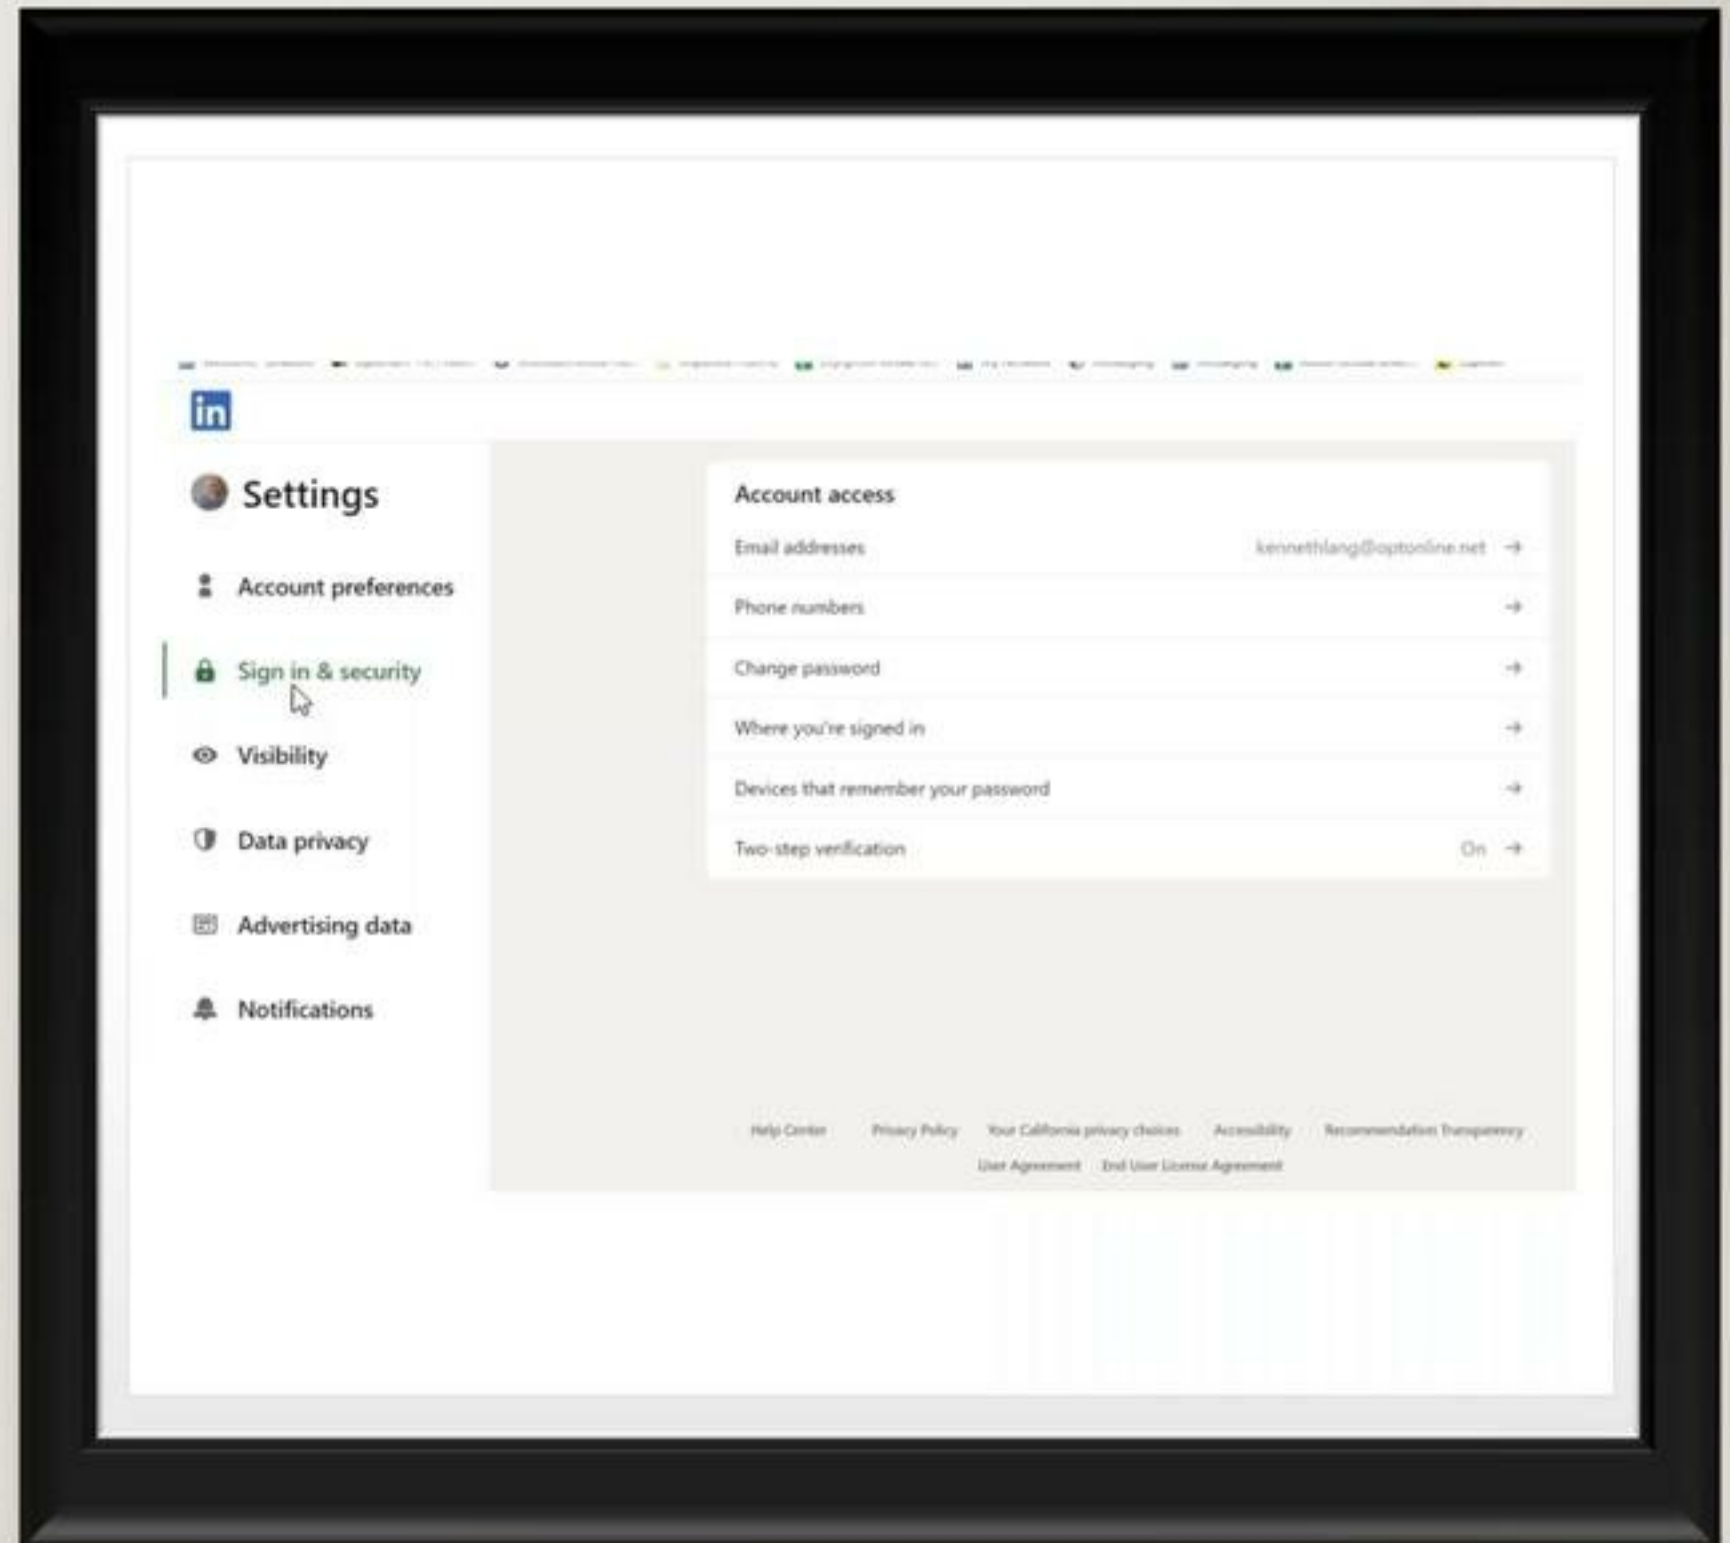 in
Settings
Account preferences
Sign in & security
Visibility
Data privacy
Advertising data
Notifications
Account access
Email addresses kennethlang@optonline.net
Phone numbers
Change password
Where you're signed in
Devices that remember your password
Two-step verification On
Help Center Privacy Policy Your California privacy choices Accessibility Recommendation Transparency
User Agreement End User License Agreement